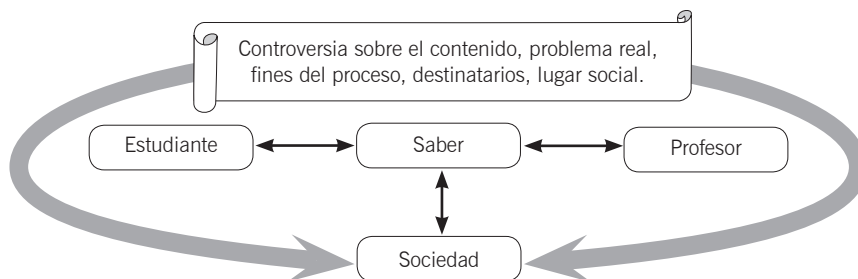 Controversia sobre el contenido, problema real,
fines del proceso, destinatarios, lugar social.
Estudiante
Saber
Profesor
Sociedad